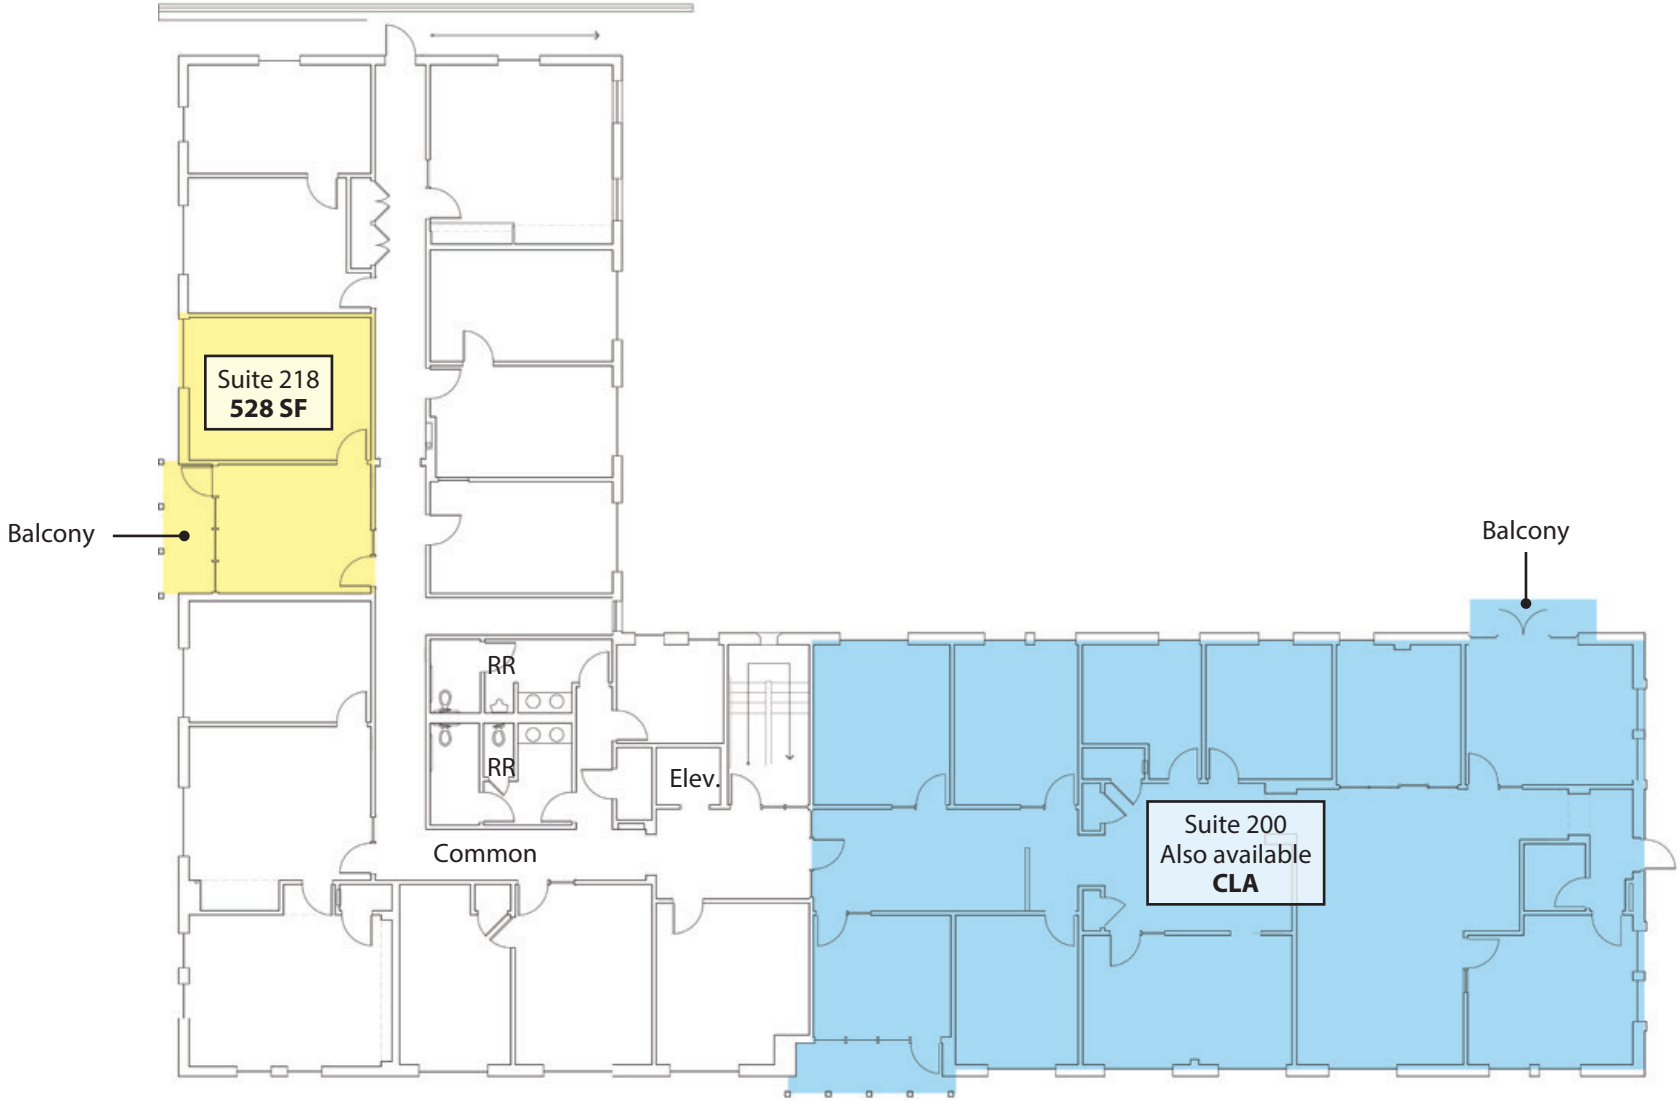 Suite 218
528 SF
Balcony
Balcony
RR
RR
Elev.
Common
Suite 200
Also available
CLA